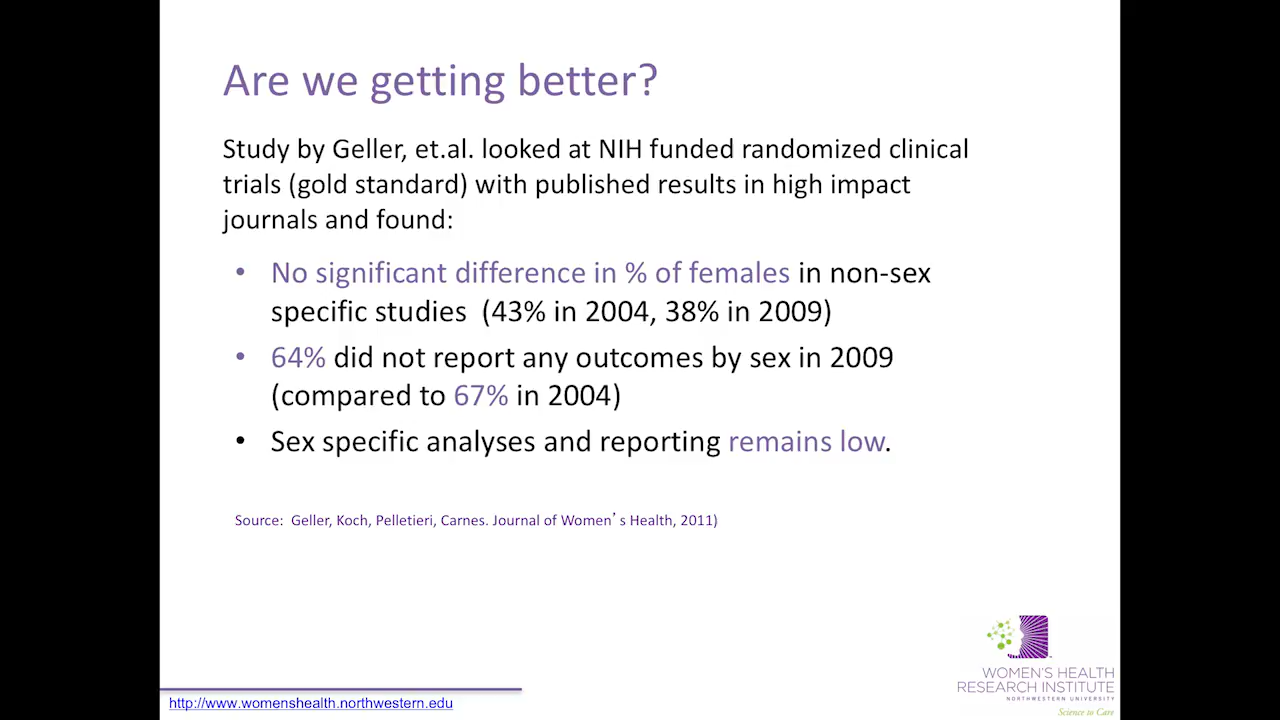 Are we getting better?
Study by Geller, et.al. looked at NIH funded randomized clinical
trials (gold standard) with published results in high impact
journals and found:
• No significant difference in % of females in non-sex
specific studies (43% in 2004, 38% in 2009)
• 64% did not report any outcomes by sex in 2009
(compared to 67% in 2004)
• Sex specific analyses and reporting remains low.
Source: Geller, Koch, Pelletieri, Carnes. Journal of Women's Health, 2011)
WOMEN'S HEALTH
RESEARCH INSTITUTE
NORTHWESTERN UNIVERSITY
Science to Care
http://www.womenshealth.northwestern.edu